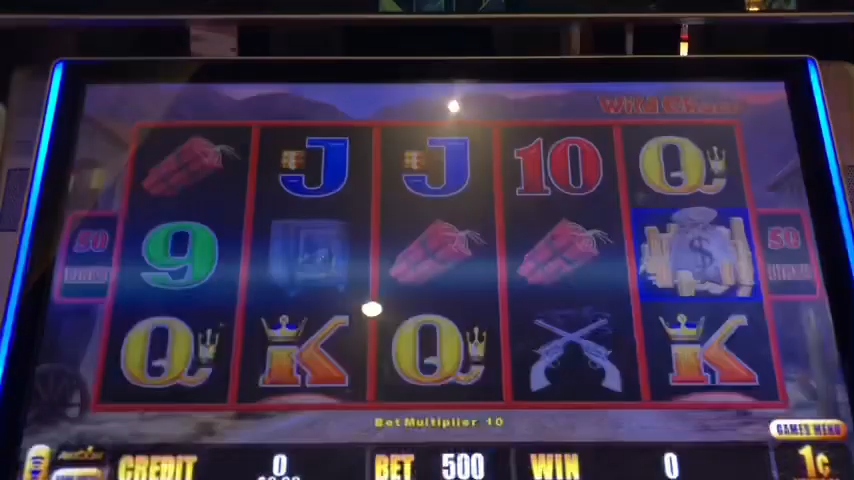 J J 10 Q
50 9 $ 50
Q K Q K
Bet Multiplier 10
GAMES MENU
CREDIT 0 BET 500 WIN 0 1¢